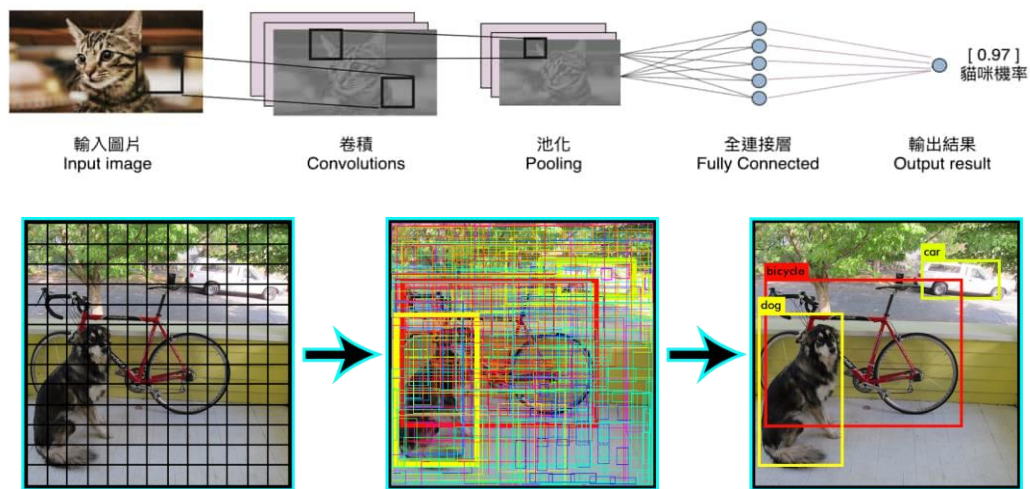 [ 0.97 ]
貓咪機率
輸入圖片
Input image
卷積
Convolutions
池化
Pooling
全連接層
Fully Connected
輸出結果
Output result
car
bicycle
dog